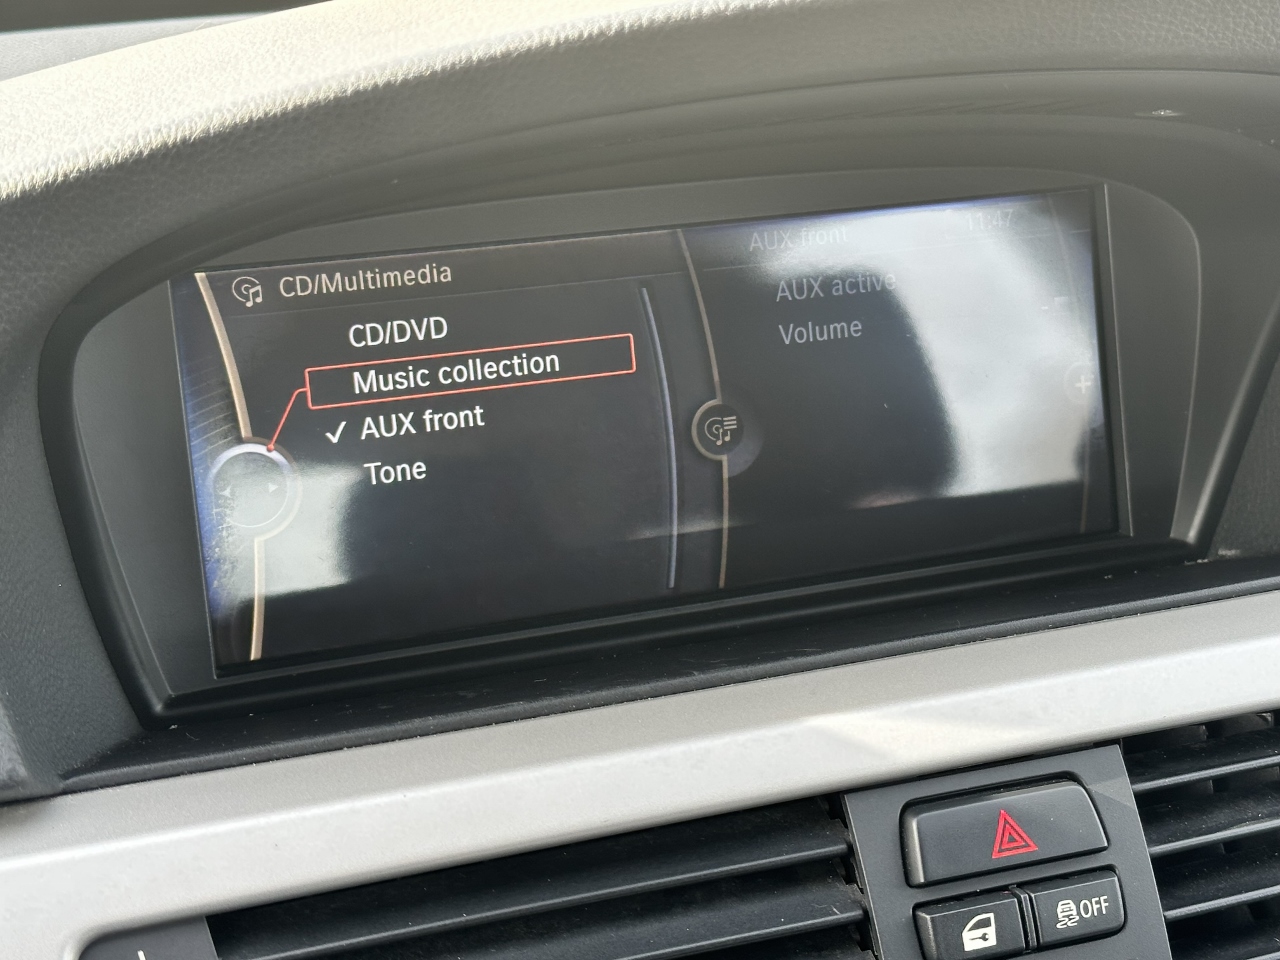 CD/Multimedia
CD/DVD
Music collection
✓ AUX front
Tone
AUX front 11:47
AUX active
Volume
+
OFF